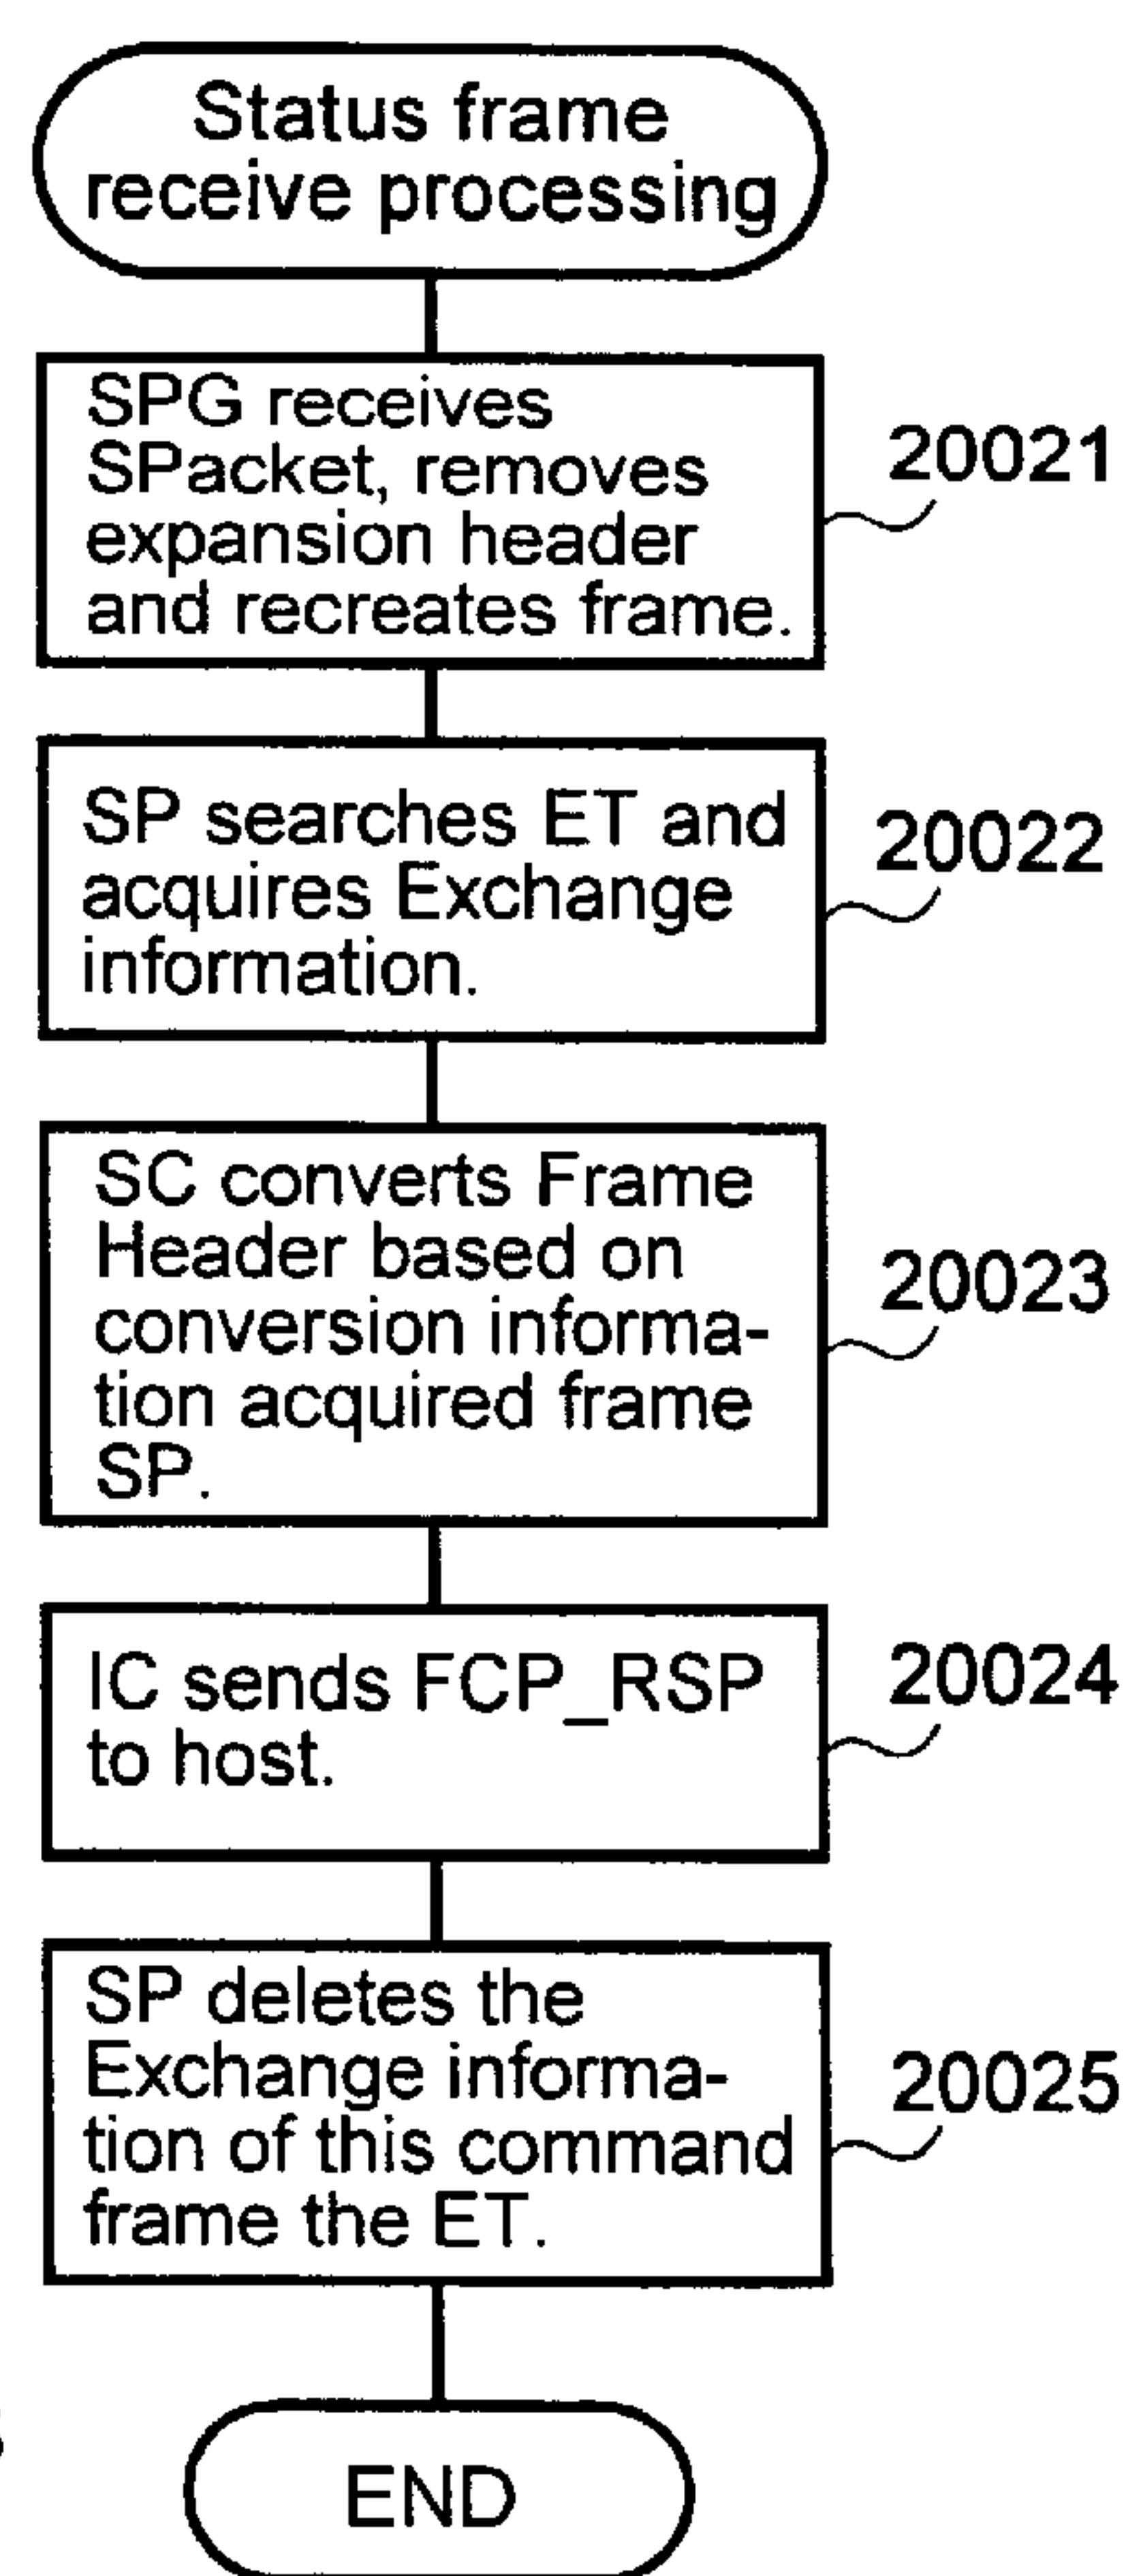 Status frame
receive processing
SPG receives
SPacket, removes
expansion header
and recreates frame.
20021
SP searches ET and
acquires Exchange
information.
20022
SC converts Frame
Header based on
conversion informa-
tion acquired frame
SP.
20023
IC sends FCP_RSP
to host.
20024
SP deletes the
Exchange informa-
tion of this command
frame the ET.
20025
END